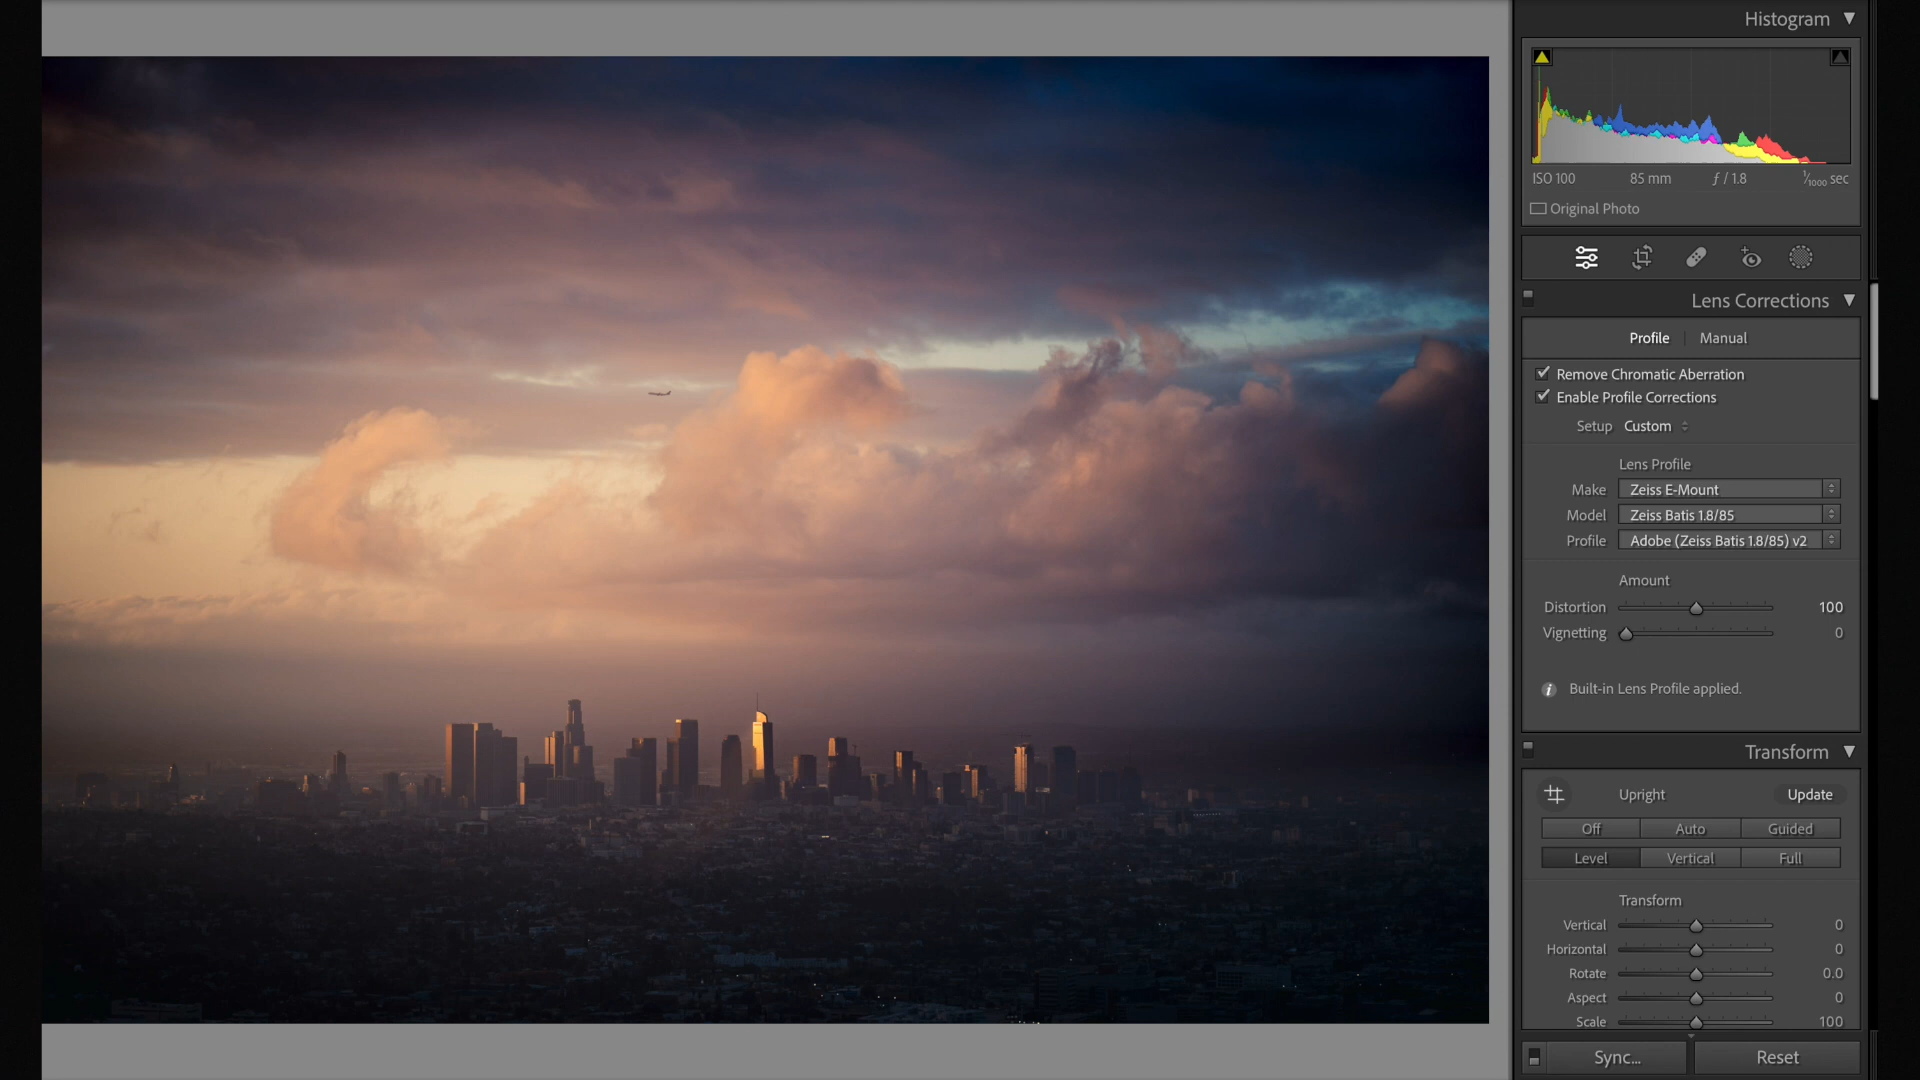 Histogram
ISO 100 85 mm ƒ / 1.8 1/1000 sec
Original Photo
Lens Corrections
Profile | Manual
Remove Chromatic Aberration
Enable Profile Corrections
Setup Custom
Lens Profile
Make Zeiss E-Mount
Model Zeiss Batis 1.8/85
Profile Adobe (Zeiss Batis 1.8/85) v2
Amount
Distortion 100
Vignetting 0
Built-in Lens Profile applied.
Transform
Upright Update
Off Auto Guided
Level Vertical Full
Transform
Vertical 0
Horizontal 0
Rotate 0.0
Aspect 0
Scale 100
Sync... Reset